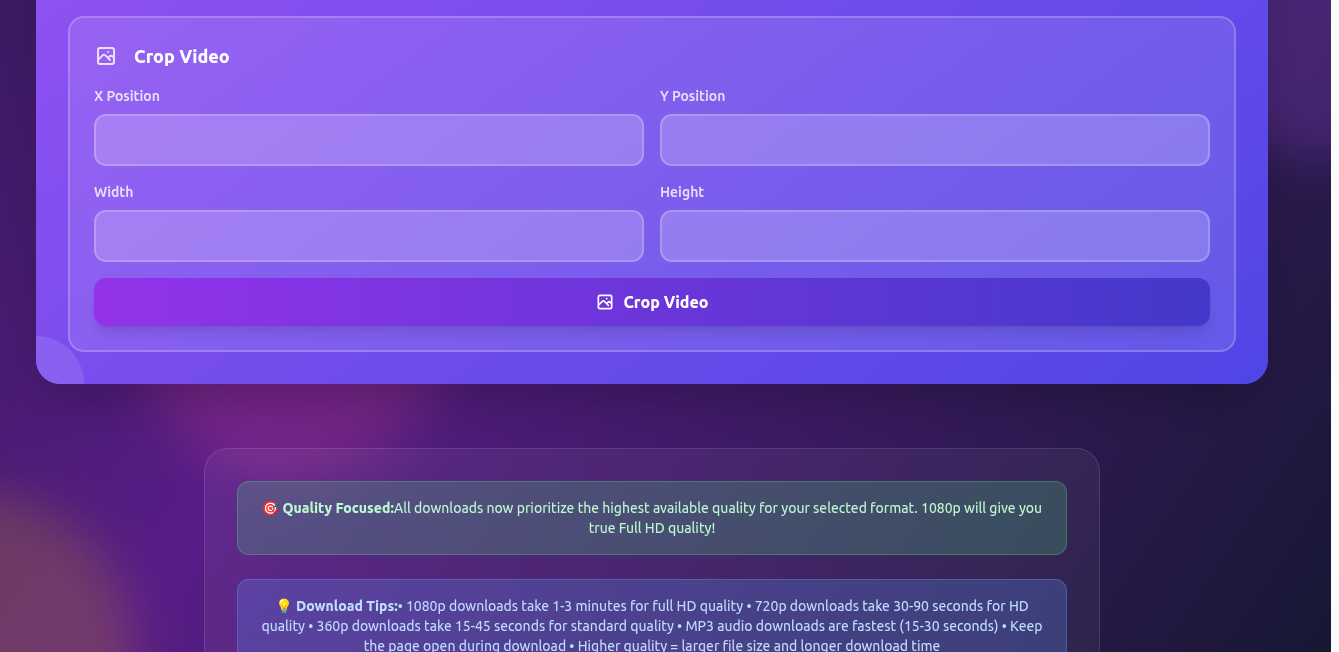 Crop Video
X Position
Y Position
Width
Height
Crop Video
🎯 Quality Focused:All downloads now prioritize the highest available quality for your selected format. 1080p will give you
true Full HD quality!
💡 Download Tips:• 1080p downloads take 1-3 minutes for full HD quality • 720p downloads take 30-90 seconds for HD
quality • 360p downloads take 15-45 seconds for standard quality • MP3 audio downloads are fastest (15-30 seconds) • Keep
the page open during download • Higher quality = larger file size and longer download time